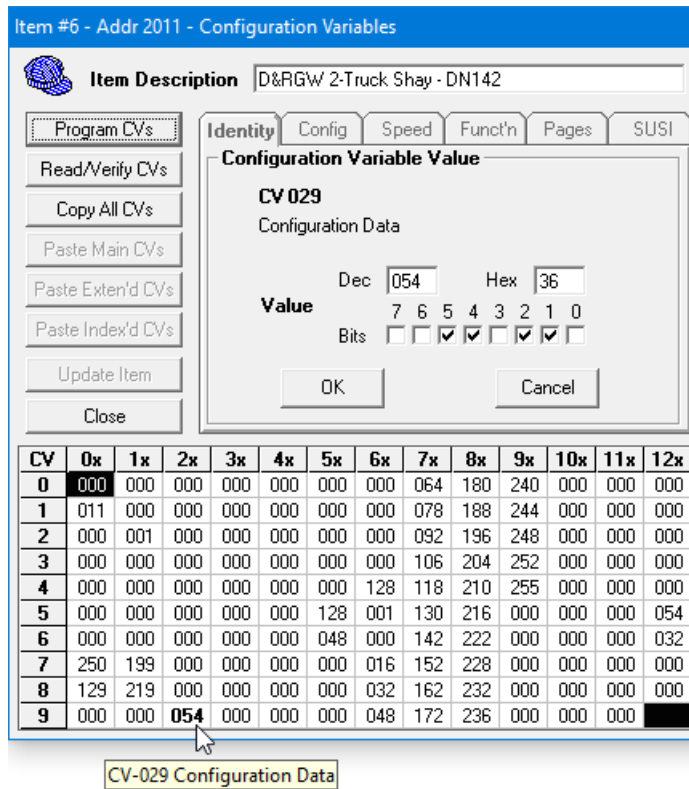 Item #6 - Addr 2011 - Configuration Variables
Item Description D&RGW 2-Truck Shay - DN142
Program CVs
Read/Verify CVs
Copy All CVs
Paste Main CVs
Paste Exten'd CVs
Paste Index'd CVs
Update Item
Close
Identity Config Speed Funct'n Pages SUSI
Configuration Variable Value
CV 029
Configuration Data
Dec 054 Hex 36
Value
7 6 5 4 3 2 1 0
Bits
OK Cancel
CV 0x 1x 2x 3x 4x 5x 6x 7x 8x 9x 10x 11x 12x
0 000 000 000 000 000 000 000 064 180 240 000 000 000
1 011 000 000 000 000 000 000 078 188 244 000 000 000
2 000 001 000 000 000 000 000 092 196 248 000 000 000
3 000 000 000 000 000 000 000 106 204 252 000 000 000
4 000 000 000 000 000 000 128 118 210 255 000 000 000
5 000 000 000 000 000 128 001 130 216 000 000 000 054
6 000 000 000 000 000 048 000 142 222 000 000 000 032
7 250 199 000 000 000 000 016 152 228 000 000 000 000
8 129 219 000 000 000 000 032 162 232 000 000 000 000
9 000 000 054 000 000 000 048 172 236 000 000 000
CV-029 Configuration Data